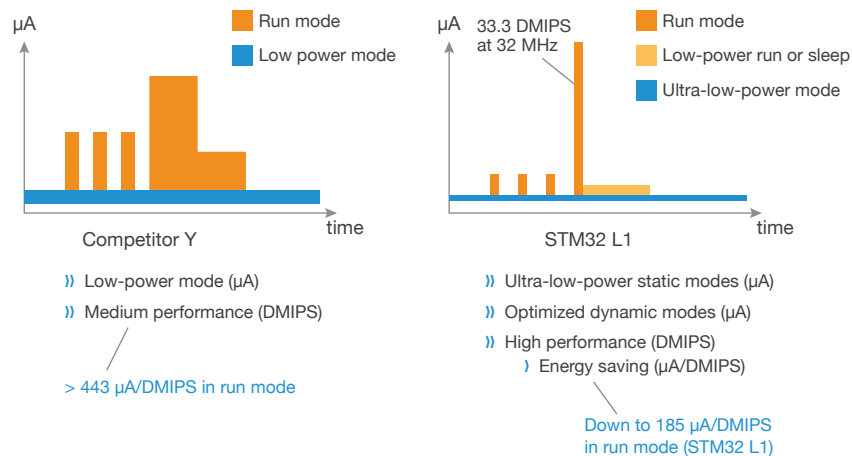 µA
Run mode
Low power mode
time
Competitor Y
⟫ Low-power mode (µA)
⟫ Medium performance (DMIPS)
> 443 µA/DMIPS in run mode
µA
33.3 DMIPS
at 32 MHz
Run mode
Low-power run or sleep
Ultra-low-power mode
time
STM32 L1
⟫ Ultra-low-power static modes (µA)
⟫ Optimized dynamic modes (µA)
⟫ High performance (DMIPS)
⟩ Energy saving (µA/DMIPS)
Down to 185 µA/DMIPS
in run mode (STM32 L1)